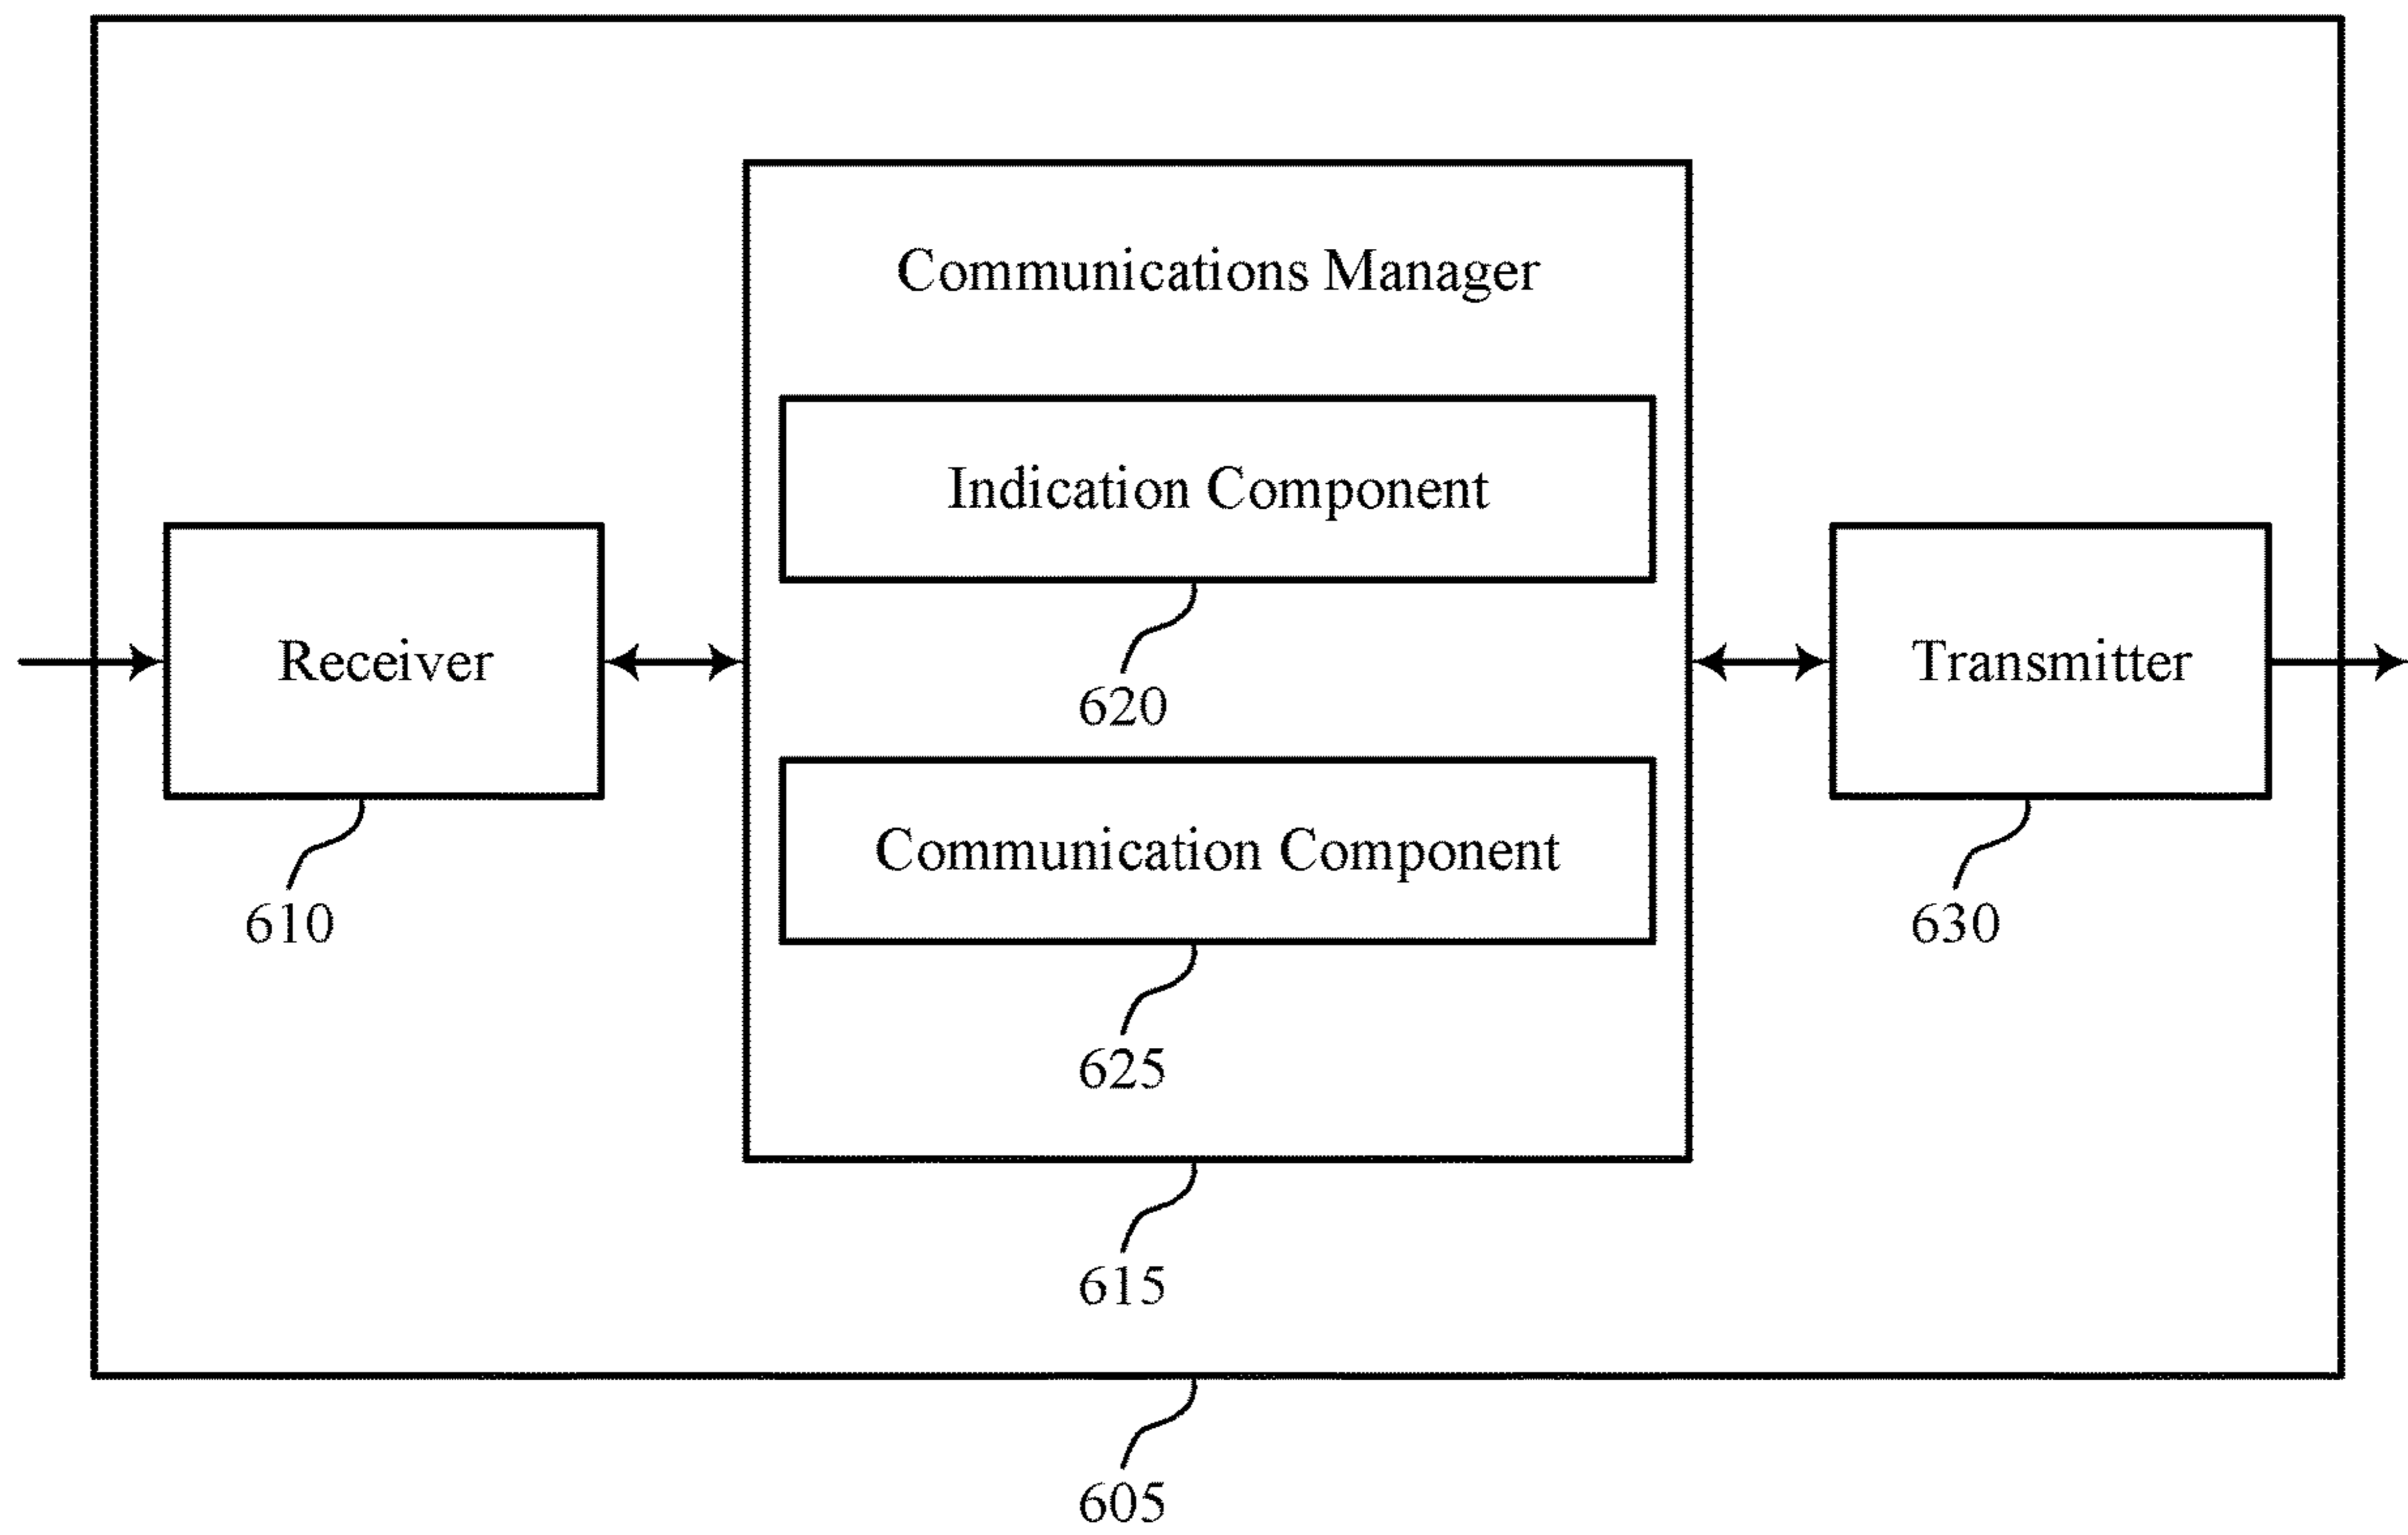 Communications Manager
Indication Component
620
Receiver
610
Transmitter
630
Communication Component
625
615
605